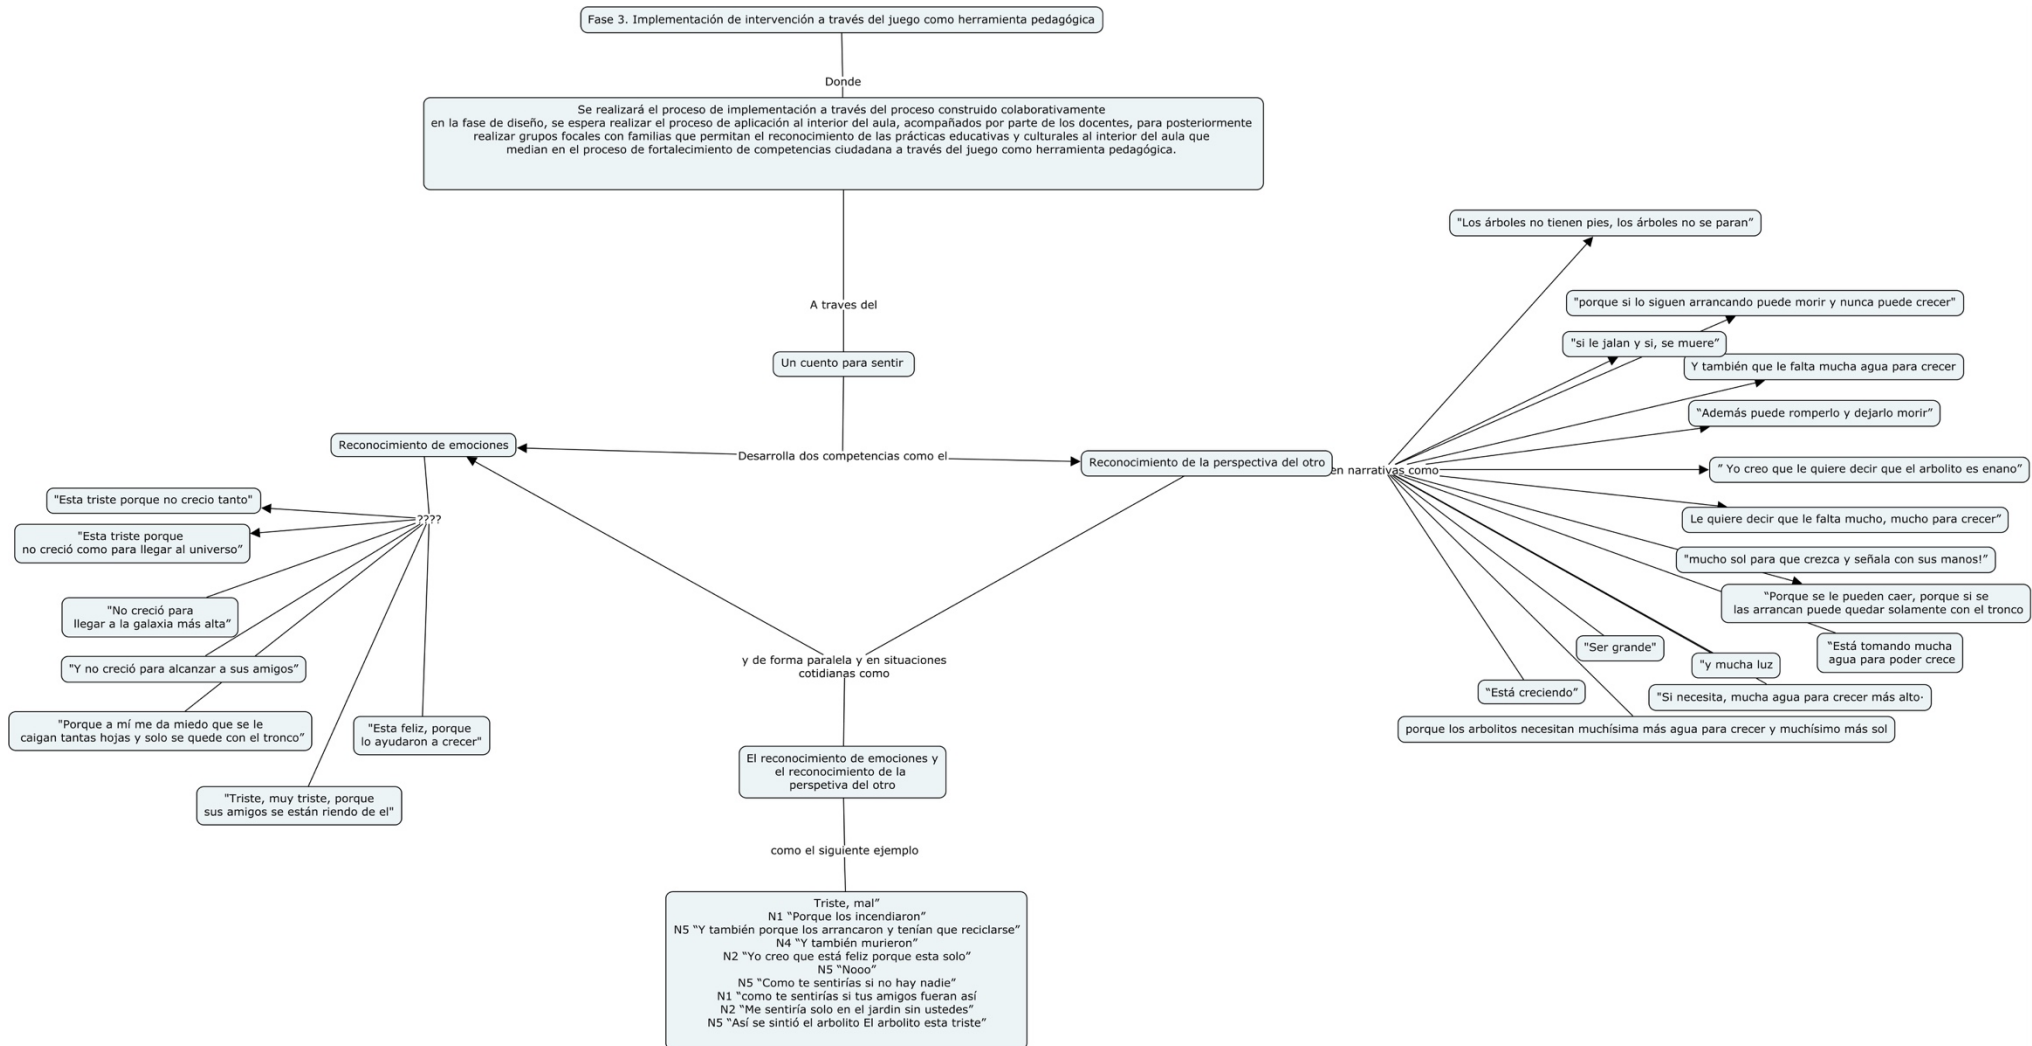 Fase 3. Implementación de intervención a través del juego como herramienta pedagógica
Donde
Se realizará el proceso de implementación a través del proceso construido colaborativamente
en la fase de diseño, se espera realizar el proceso de aplicación al interior del aula, acompañados por parte de los docentes, para posteriormente
realizar grupos focales con familias que permitan el reconocimiento de las prácticas educativas y culturales al interior del aula que
median en el proceso de fortalecimiento de competencias ciudadana a través del juego como herramienta pedagógica.
A traves del
Un cuento para sentir
Desarrolla dos competencias como el
Reconocimiento de emociones
????
"Esta triste porque no crecio tanto"
"Esta triste porque
no creció como para llegar al universo”
"No creció para
llegar a la galaxia más alta”
"Y no creció para alcanzar a sus amigos”
"Porque a mí me da miedo que se le
caigan tantas hojas y solo se quede con el tronco”
"Triste, muy triste, porque
sus amigos se están riendo de el"
"Esta feliz, porque
lo ayudaron a crecer"
Reconocimiento de la perspectiva del otro
en narrativas como
"Los árboles no tienen pies, los árboles no se paran”
"porque si lo siguen arrancando puede morir y nunca puede crecer"
"si le jalan y si, se muere”
Y también que le falta mucha agua para crecer
“Además puede romperlo y dejarlo morir”
” Yo creo que le quiere decir que el arbolito es enano”
Le quiere decir que le falta mucho, mucho para crecer”
"mucho sol para que crezca y señala con sus manos!”
“Porque se le pueden caer, porque si se
las arrancan puede quedar solamente con el tronco
“Está tomando mucha
agua para poder crece
"Ser grande"
"y mucha luz
“Está creciendo”
"Si necesita, mucha agua para crecer más alto·
porque los arbolitos necesitan muchísima más agua para crecer y muchísimo más sol
y de forma paralela y en situaciones
cotidianas como
El reconocimiento de emociones y
el reconocimiento de la
perspetiva del otro
como el siguiente ejemplo
Triste, mal”
N1 “Porque los incendiaron”
N5 “Y también porque los arrancaron y tenían que reciclarse”
N4 “Y también murieron”
N2 “Yo creo que está feliz porque esta solo”
N5 “Nooo”
N5 “Como te sentirías si no hay nadie”
N1 “como te sentirías si tus amigos fueran así
N2 “Me sentiría solo en el jardin sin ustedes”
N5 “Así se sintió el arbolito El arbolito esta triste”